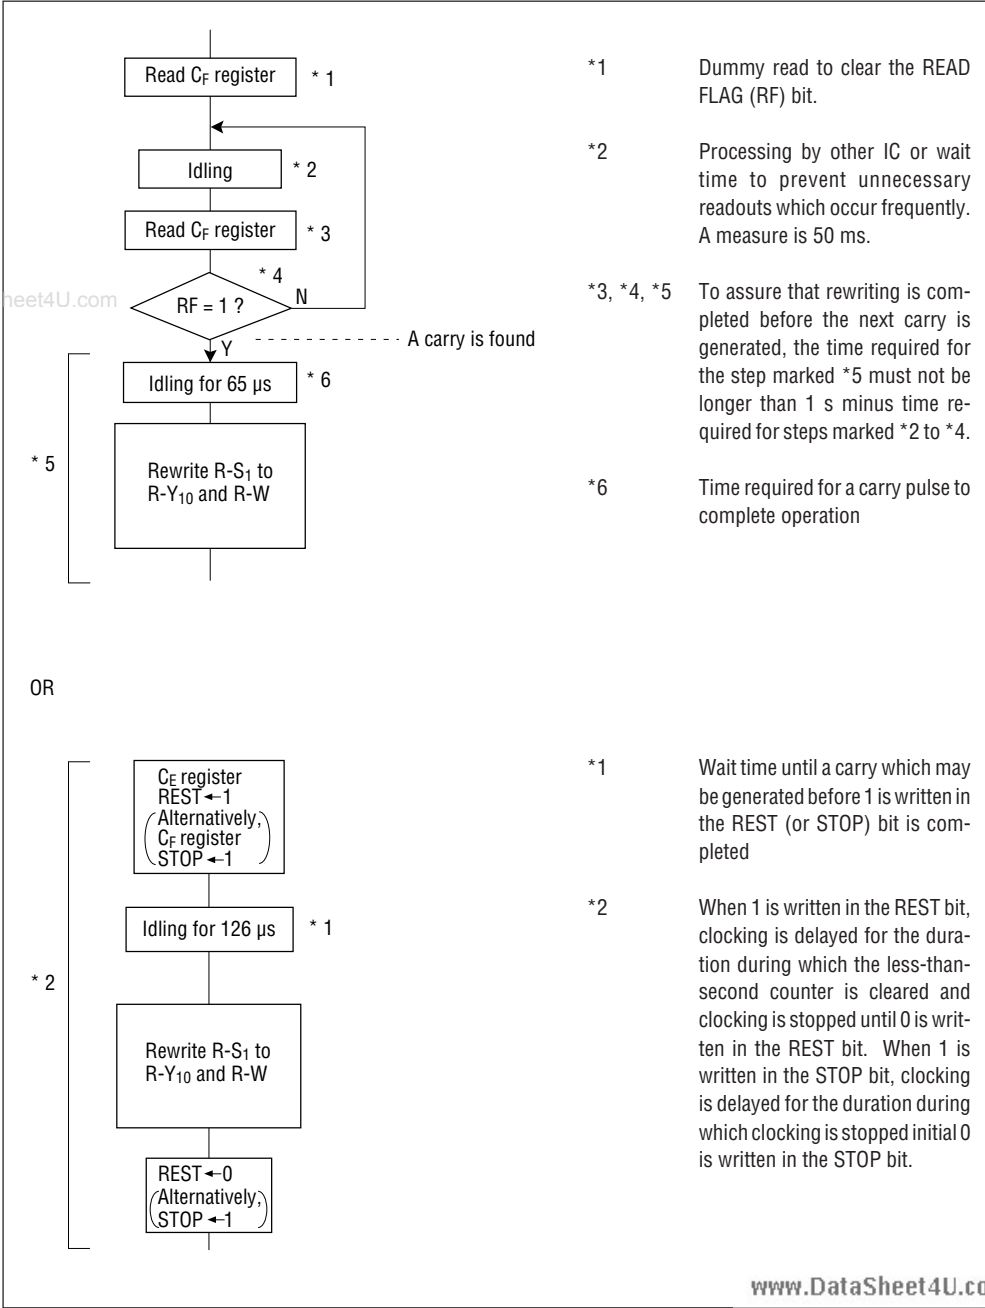 Read CF register * 1
Idling * 2
Read CF register * 3
* 4
RF = 1 ? N
Y
A carry is found
Idling for 65 µs * 6
* 5
Rewrite R-S1 to
R-Y10 and R-W
*1 Dummy read to clear the READ
FLAG (RF) bit.
*2 Processing by other IC or wait
time to prevent unnecessary
readouts which occur frequently.
A measure is 50 ms.
*3, *4, *5 To assure that rewriting is com-
pleted before the next carry is
generated, the time required for
the step marked *5 must not be
longer than 1 s minus time re-
quired for steps marked *2 to *4.
*6 Time required for a carry pulse to
complete operation
heet4U.com
OR
CE register
REST←1
(Alternatively,
CF register
STOP←1)
Idling for 126 µs * 1
* 2
Rewrite R-S1 to
R-Y10 and R-W
REST←0
(Alternatively,
STOP←1)
*1 Wait time until a carry which may
be generated before 1 is written in
the REST (or STOP) bit is com-
pleted
*2 When 1 is written in the REST bit,
clocking is delayed for the dura-
tion during which the less-than-
second counter is cleared and
clocking is stopped until 0 is writ-
ten in the REST bit. When 1 is
written in the STOP bit, clocking
is delayed for the duration during
which clocking is stopped initial 0
is written in the STOP bit.
www.DataSheet4U.co